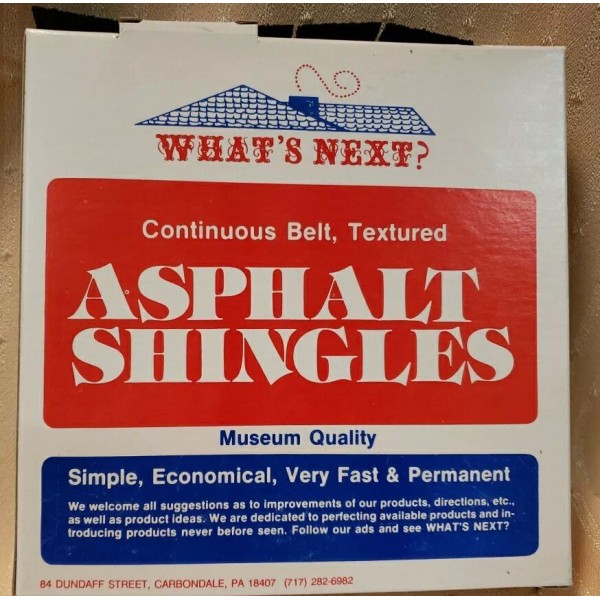 WHAT'S NEXT?
Continuous Belt, Textured
ASPHALT
SHINGLES
Museum Quality
Simple, Economical, Very Fast & Permanent
We welcome all suggestions as to improvements of our products, directions, etc.,
as well as product ideas. We are dedicated to perfecting available products and in-
troducing products never before seen. Follow our ads and see WHAT'S NEXT?
84 DUNDAFF STREET, CARBONDALE, PA 18407 (717) 282-6982